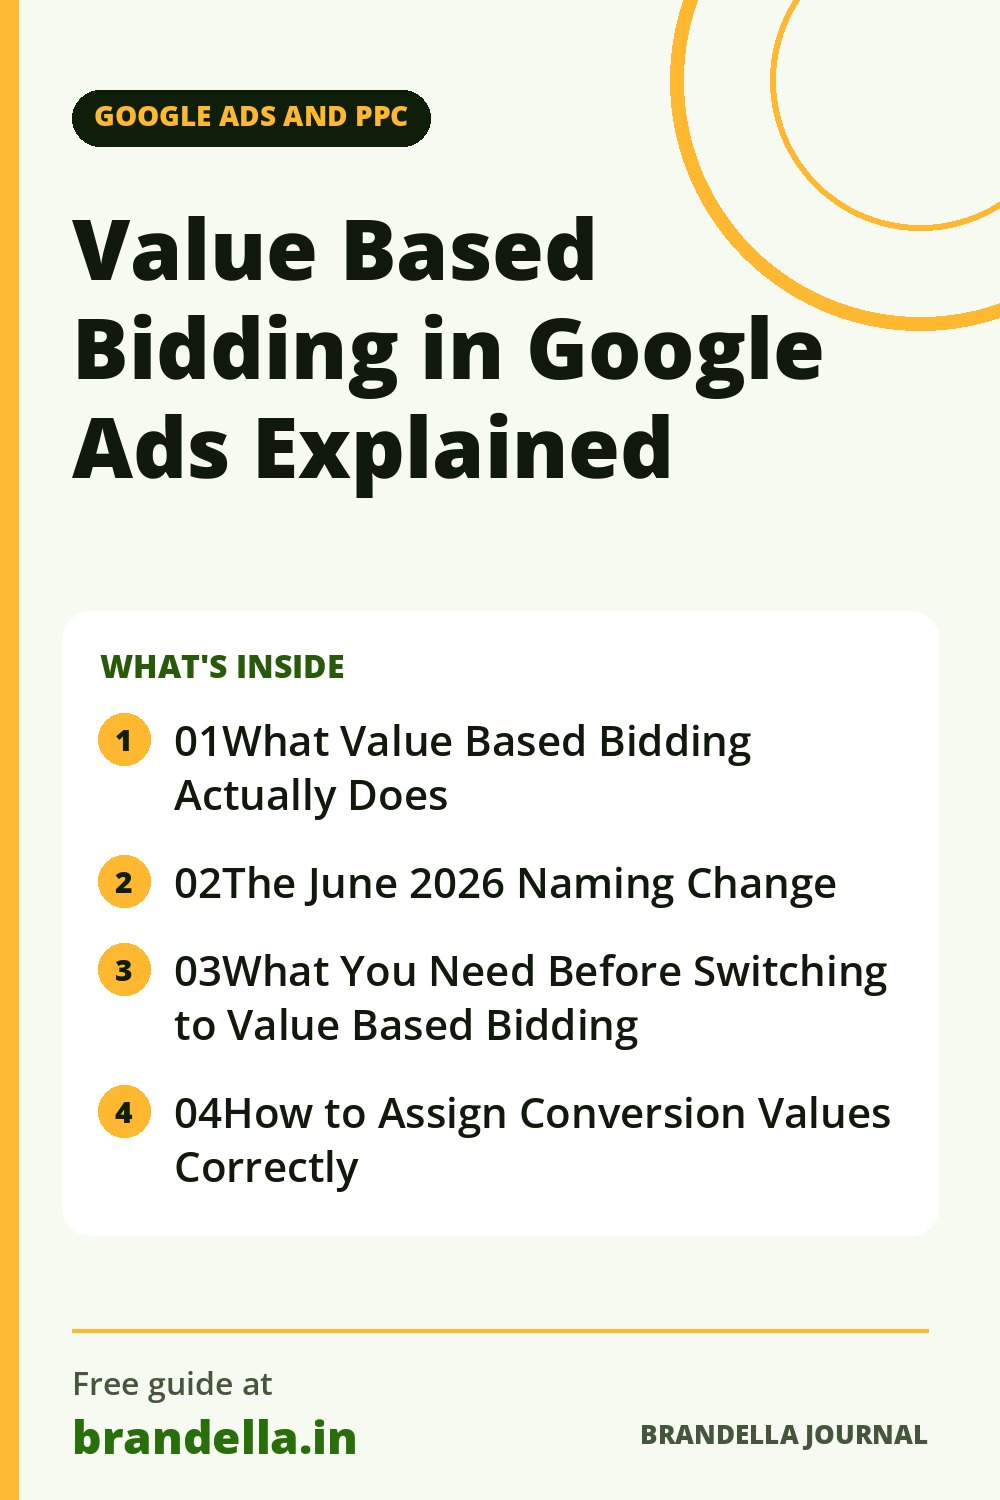 GOOGLE ADS AND PPC
Value Based
Bidding in Google
Ads Explained
WHAT'S INSIDE
1 01What Value Based Bidding
Actually Does
2 02The June 2026 Naming Change
3 03What You Need Before Switching
to Value Based Bidding
4 04How to Assign Conversion Values
Correctly
Free guide at
brandella.in
BRANDELLA JOURNAL